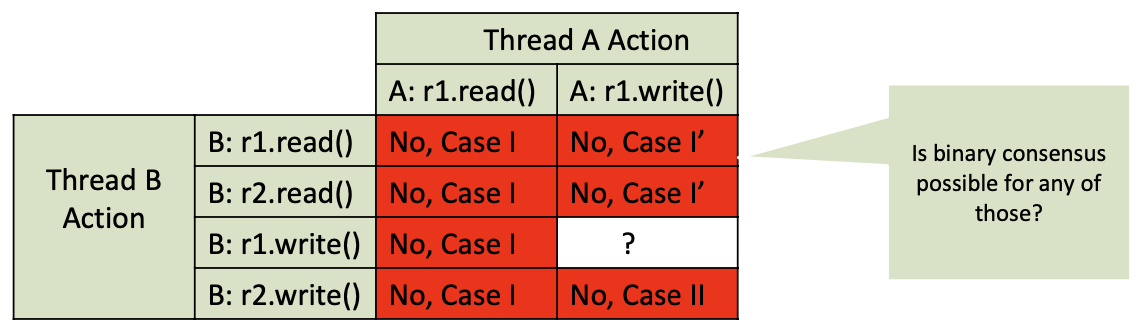 Thread A Action
A: r1.read() A: r1.write()
Thread B
Action
B: r1.read() No, Case I No, Case I’
B: r2.read() No, Case I No, Case I’
B: r1.write() No, Case I ?
B: r2.write() No, Case I No, Case II
Is binary consensus
possible for any of
those?